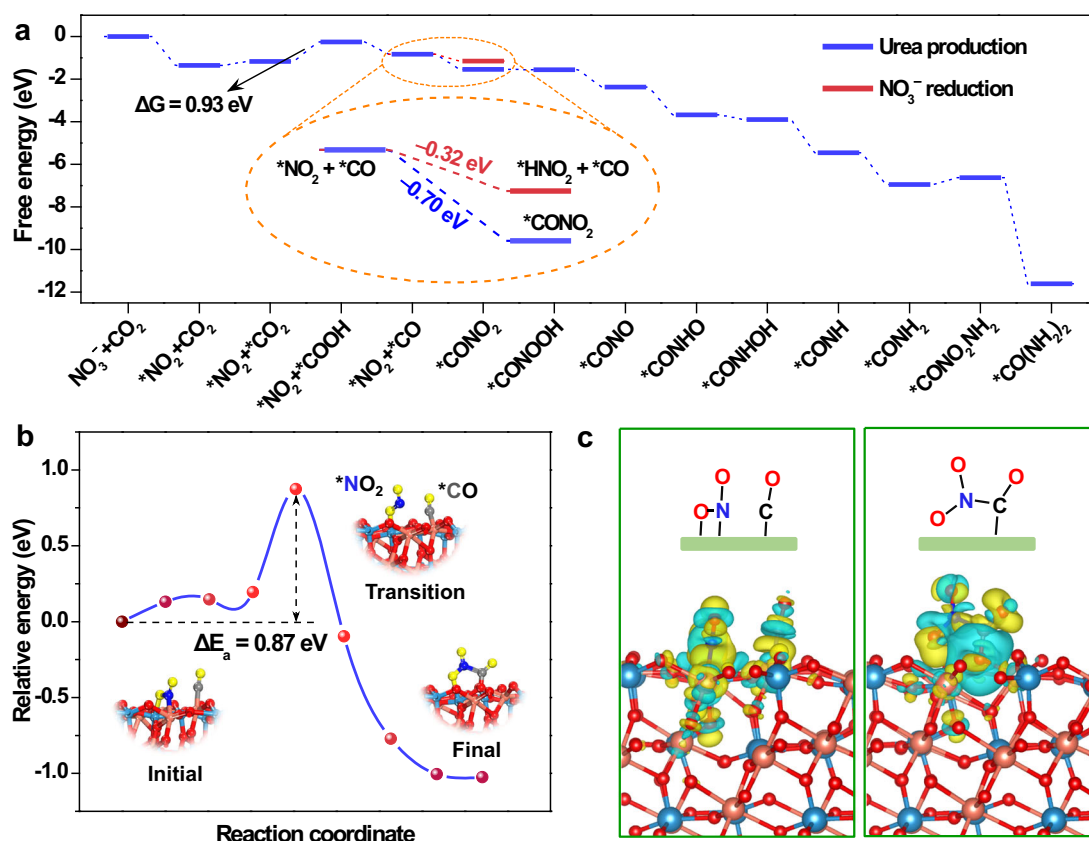 a
Free energy (eV)
0
-2
-4
-6
-8
-10
-12
ΔG = 0.93 eV
Urea production
NO₃⁻ reduction
*NO₂ + *CO
−0.32 eV
−0.70 eV
*HNO₂ + *CO
*CONO₂
NO₃⁻+CO₂
*NO₂+CO₂
*NO₂+*CO₂
*NO₂+*COOH
*NO₂+*CO
*CONO₂
*CONOOH
*CONO
*CONHO
*CONHOH
*CONH
*CONH₂
*CONO₂NH₂
*CO(NH₂)₂
b
Relative energy (eV)
1.0
0.5
0.0
-0.5
-1.0
*NO₂
*CO
Transition
ΔEₐ = 0.87 eV
Initial
Final
Reaction coordinate
c
O O
O N C
O O
N C
O